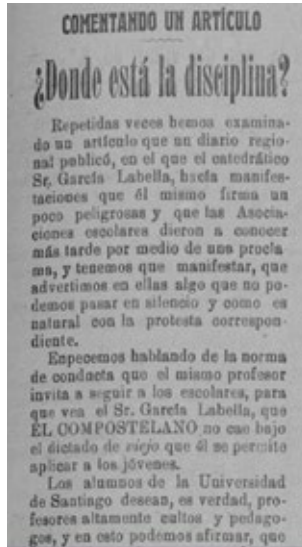 COMENTANDO UN ARTÍCULO
¿Donde está la disciplina?
Repetidas veces hemos examina-
do un artículo que un diario regio-
nal publicó, en el que el catedrático
Sr. García Labella, hacía manifes-
taciones que él mismo firma un
poco peligrosas y que las Asocia-
ciones escolares dieron a conocer
más tarde por medio de una procla
ma, y tenemos que manifestar, que
advertimos en ellas algo que no po-
demos pasar en silencio y como es
natural con la protesta correspon-
diente.
Empecemos hablando de la norma
de conducta que el mismo profesor
invita a seguir a los escolares, para
que vea el Sr. García Labella, que
EL COMPOSTELANO no cae bajo
el dictado de viejo que él se permite
aplicar a los jóvenes.
Los alumnos de la Universidad
de Santiago desean, es verdad, pro-
fesores altamente cultos y pedago-
gos, y en esto podemos afirmar, que